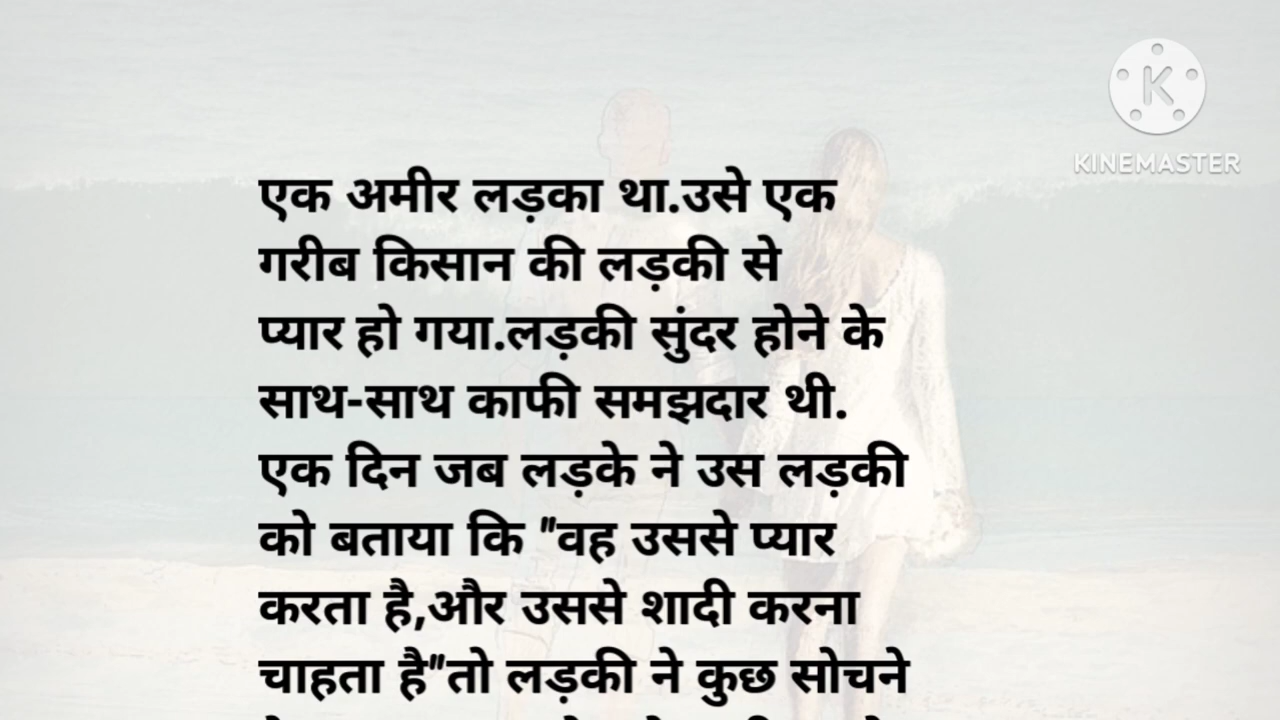 KINEMASTER
एक अमीर लड़का था.उसे एक
गरीब किसान की लड़की से
प्यार हो गया.लड़की सुंदर होने के
साथ-साथ काफी समझदार थी.
एक दिन जब लड़के ने उस लड़की
को बताया कि "वह उससे प्यार
करता है,और उससे शादी करना
चाहता है"तो लड़की ने कुछ सोचने